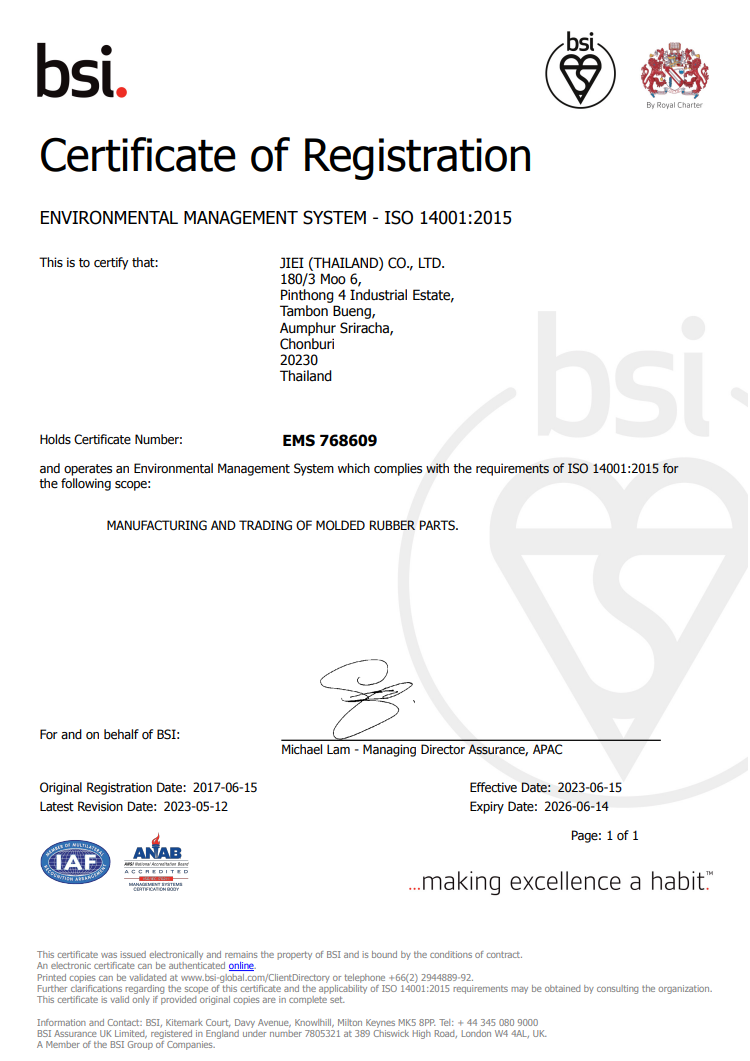 bsi.
bsi
By Royal Charter
Certificate of Registration
ENVIRONMENTAL MANAGEMENT SYSTEM - ISO 14001:2015
This is to certify that:
JIEI (THAILAND) CO., LTD.
180/3 Moo 6,
Pinthong 4 Industrial Estate,
Tambon Bueng,
Aumphur Sriracha,
Chonburi
20230
Thailand
bsi
Holds Certificate Number:
EMS 768609
and operates an Environmental Management System which complies with the requirements of ISO 14001:2015 for
the following scope:
MANUFACTURING AND TRADING OF MOLDED RUBBER PARTS.
For and on behalf of BSI:
Michael Lam - Managing Director Assurance, APAC
Original Registration Date: 2017-06-15
Effective Date: 2023-06-15
Latest Revision Date: 2023-05-12
Expiry Date: 2026-06-14
Page: 1 of 1
MEMBER OF MULTILATERAL
IAF
RECOGNITION ARRANGEMENT
ANAB
ANSI National Accreditation Board
ACCREDITED
MANAGEMENT SYSTEMS
CERTIFICATION BODY
...making excellence a habit.™
This certificate was issued electronically and remains the property of BSI and is bound by the conditions of contract.
An electronic certificate can be authenticated online.
Printed copies can be validated at www.bsi-global.com/ClientDirectory or telephone +66(2) 2944889-92.
Further clarifications regarding the scope of this certificate and the applicability of ISO 14001:2015 requirements may be obtained by consulting the organization.
This certificate is valid only if provided original copies are in complete set.
Information and Contact: BSI, Kitemark Court, Davy Avenue, Knowlhill, Milton Keynes MK5 8PP. Tel: + 44 345 080 9000
BSI Assurance UK Limited, registered in England under number 7805321 at 389 Chiswick High Road, London W4 4AL, UK.
A Member of the BSI Group of Companies.